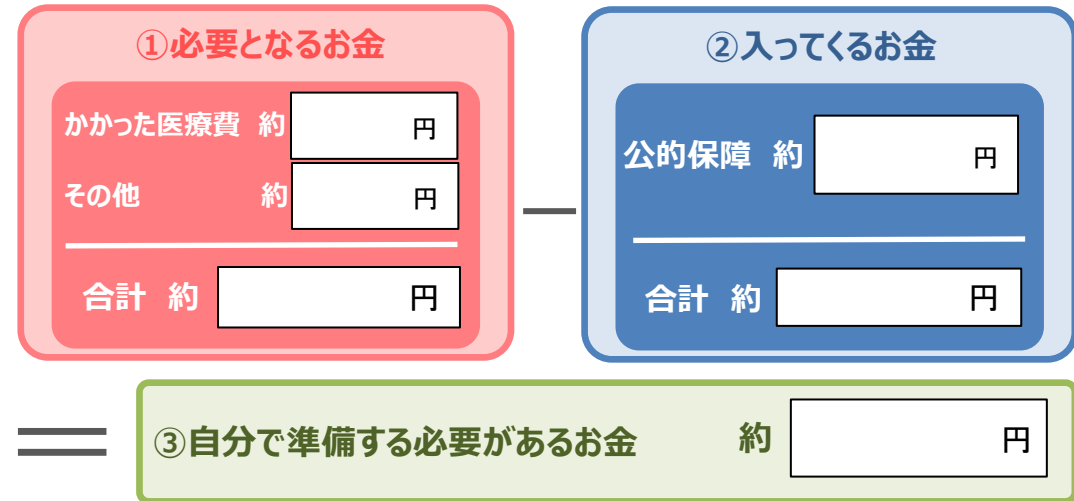 ①必要となるお金
かかった医療費 約 円
その他 約 円
合計 約 円
―
②入ってくるお金
公的保障 約 円
合計 約 円
=
③自分で準備する必要があるお金 約 円